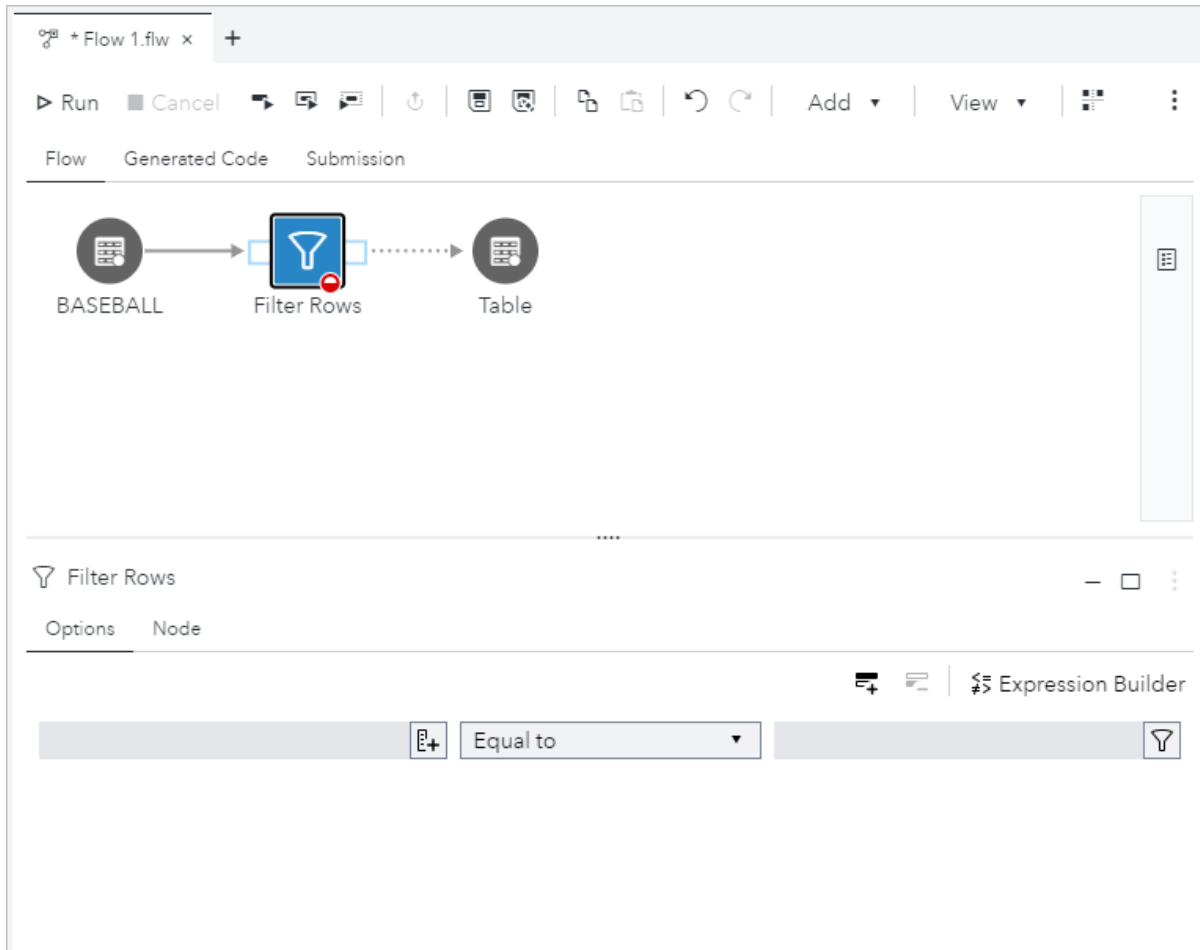 * Flow 1.flw × +
Run Cancel Add View
Flow Generated Code Submission
BASEBALL Filter Rows Table
Filter Rows
Options Node
Expression Builder
Equal to